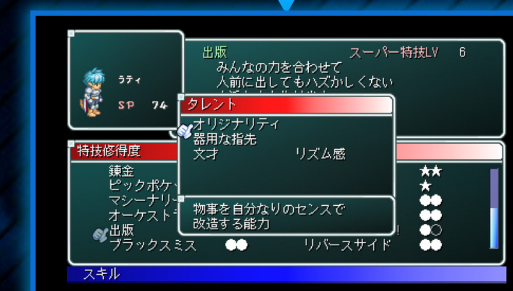 出版　スーパー特技LV 6
みんなの力を合わせて
人前に出してもハズかしくない
ラティ
SP 74
タレント
オリジナリティ
器用な指先
文才　リズム感
物事を自分なりのセンスで
改造する能力
特技修得度
錬金　★★
ピックポケ　★
マシーナリー
オーケスト
出版
ブラックスミス　リバースサイド
スキル